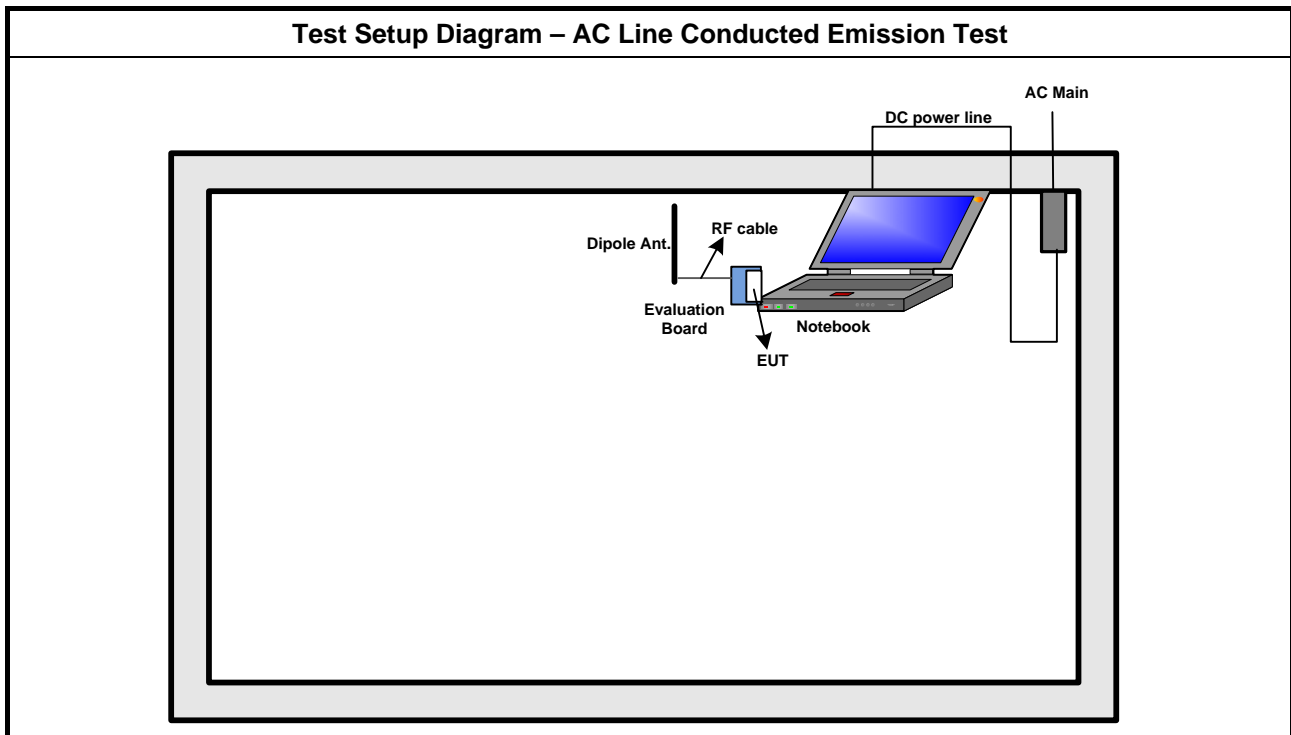 Test Setup Diagram – AC Line Conducted Emission Test
AC Main
DC power line
RF cable
Dipole Ant.
Evaluation
Board
Notebook
EUT